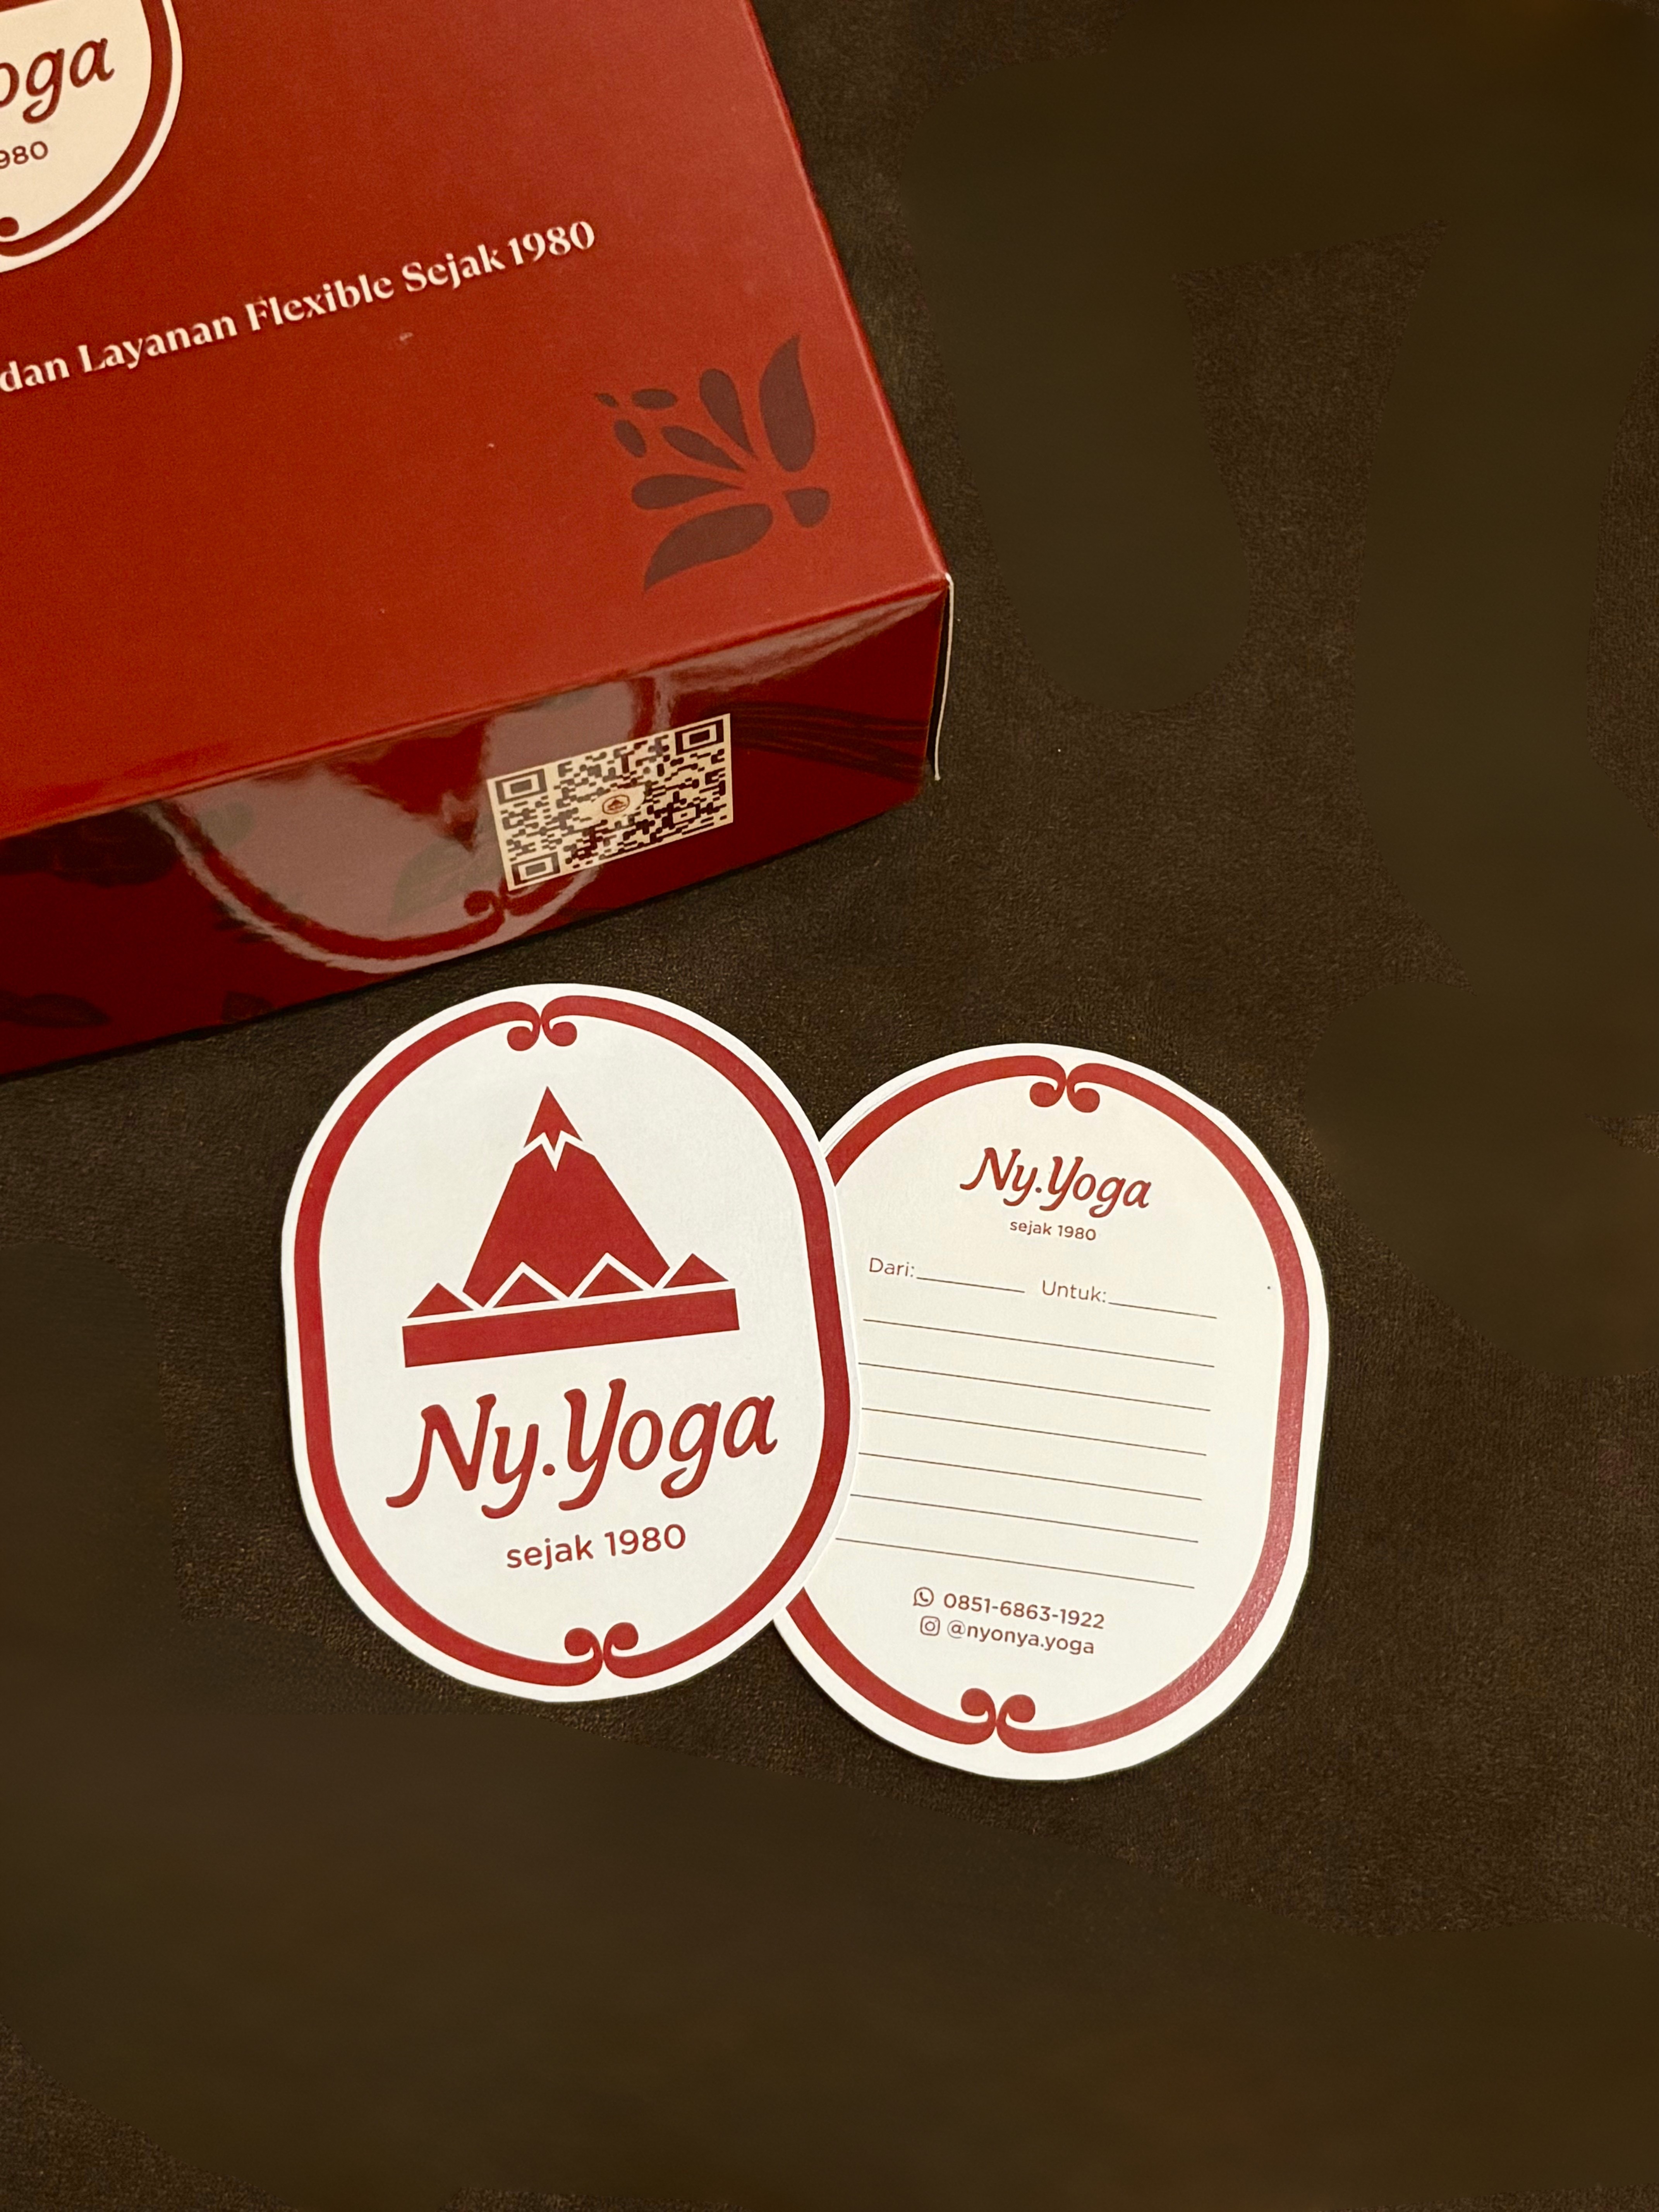 oga
980
dan Layanan Flexible Sejak 1980
Ny.Yoga
sejak 1980
Ny.Yoga
sejak 1980
Dari: Untuk:
0851-6863-1922
@nyonya.yoga